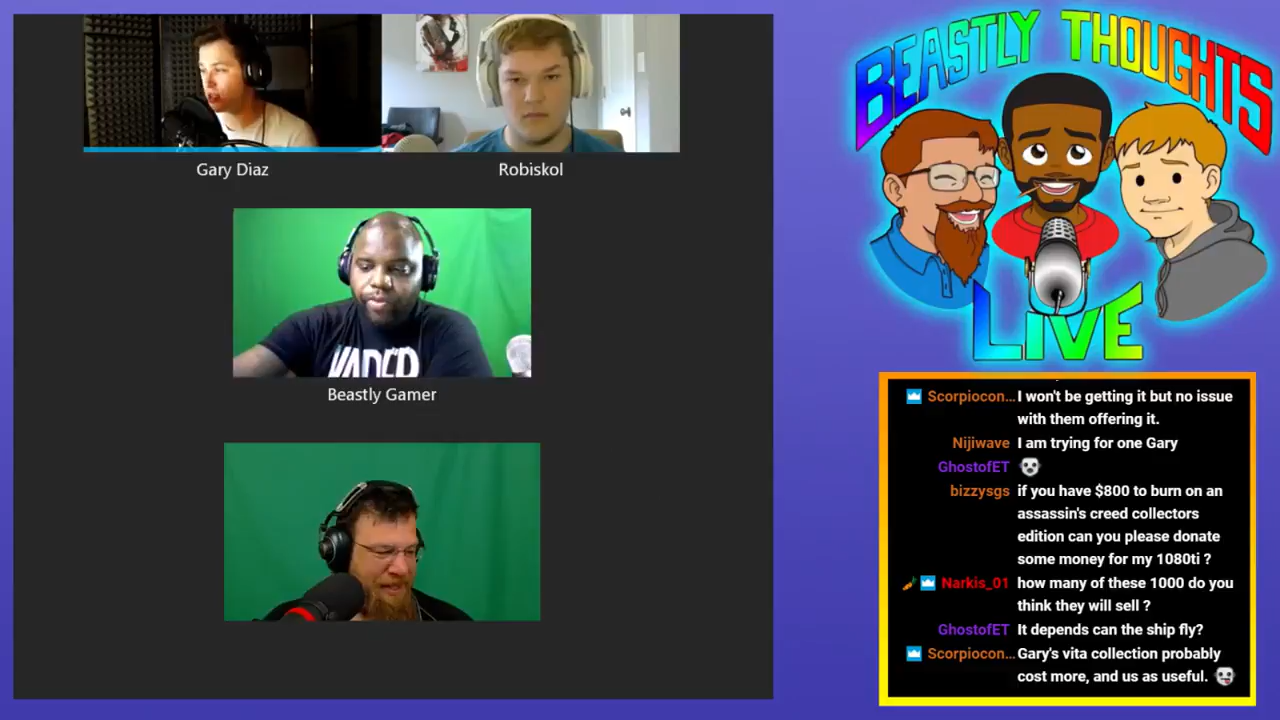 Gary Diaz
Robiskol
VADER
Beastly Gamer
BEASTLY THOUGHTS
LIVE
Scorpiocon... I won't be getting it but no issue
with them offering it.
Nijiwave I am trying for one Gary
GhostofET
bizzysgs if you have $800 to burn on an
assassin's creed collectors
edition can you please donate
some money for my 1080ti ?
Narkis_01 how many of these 1000 do you
think they will sell ?
GhostofET It depends can the ship fly?
Scorpiocon... Gary's vita collection probably
cost more, and us as useful.